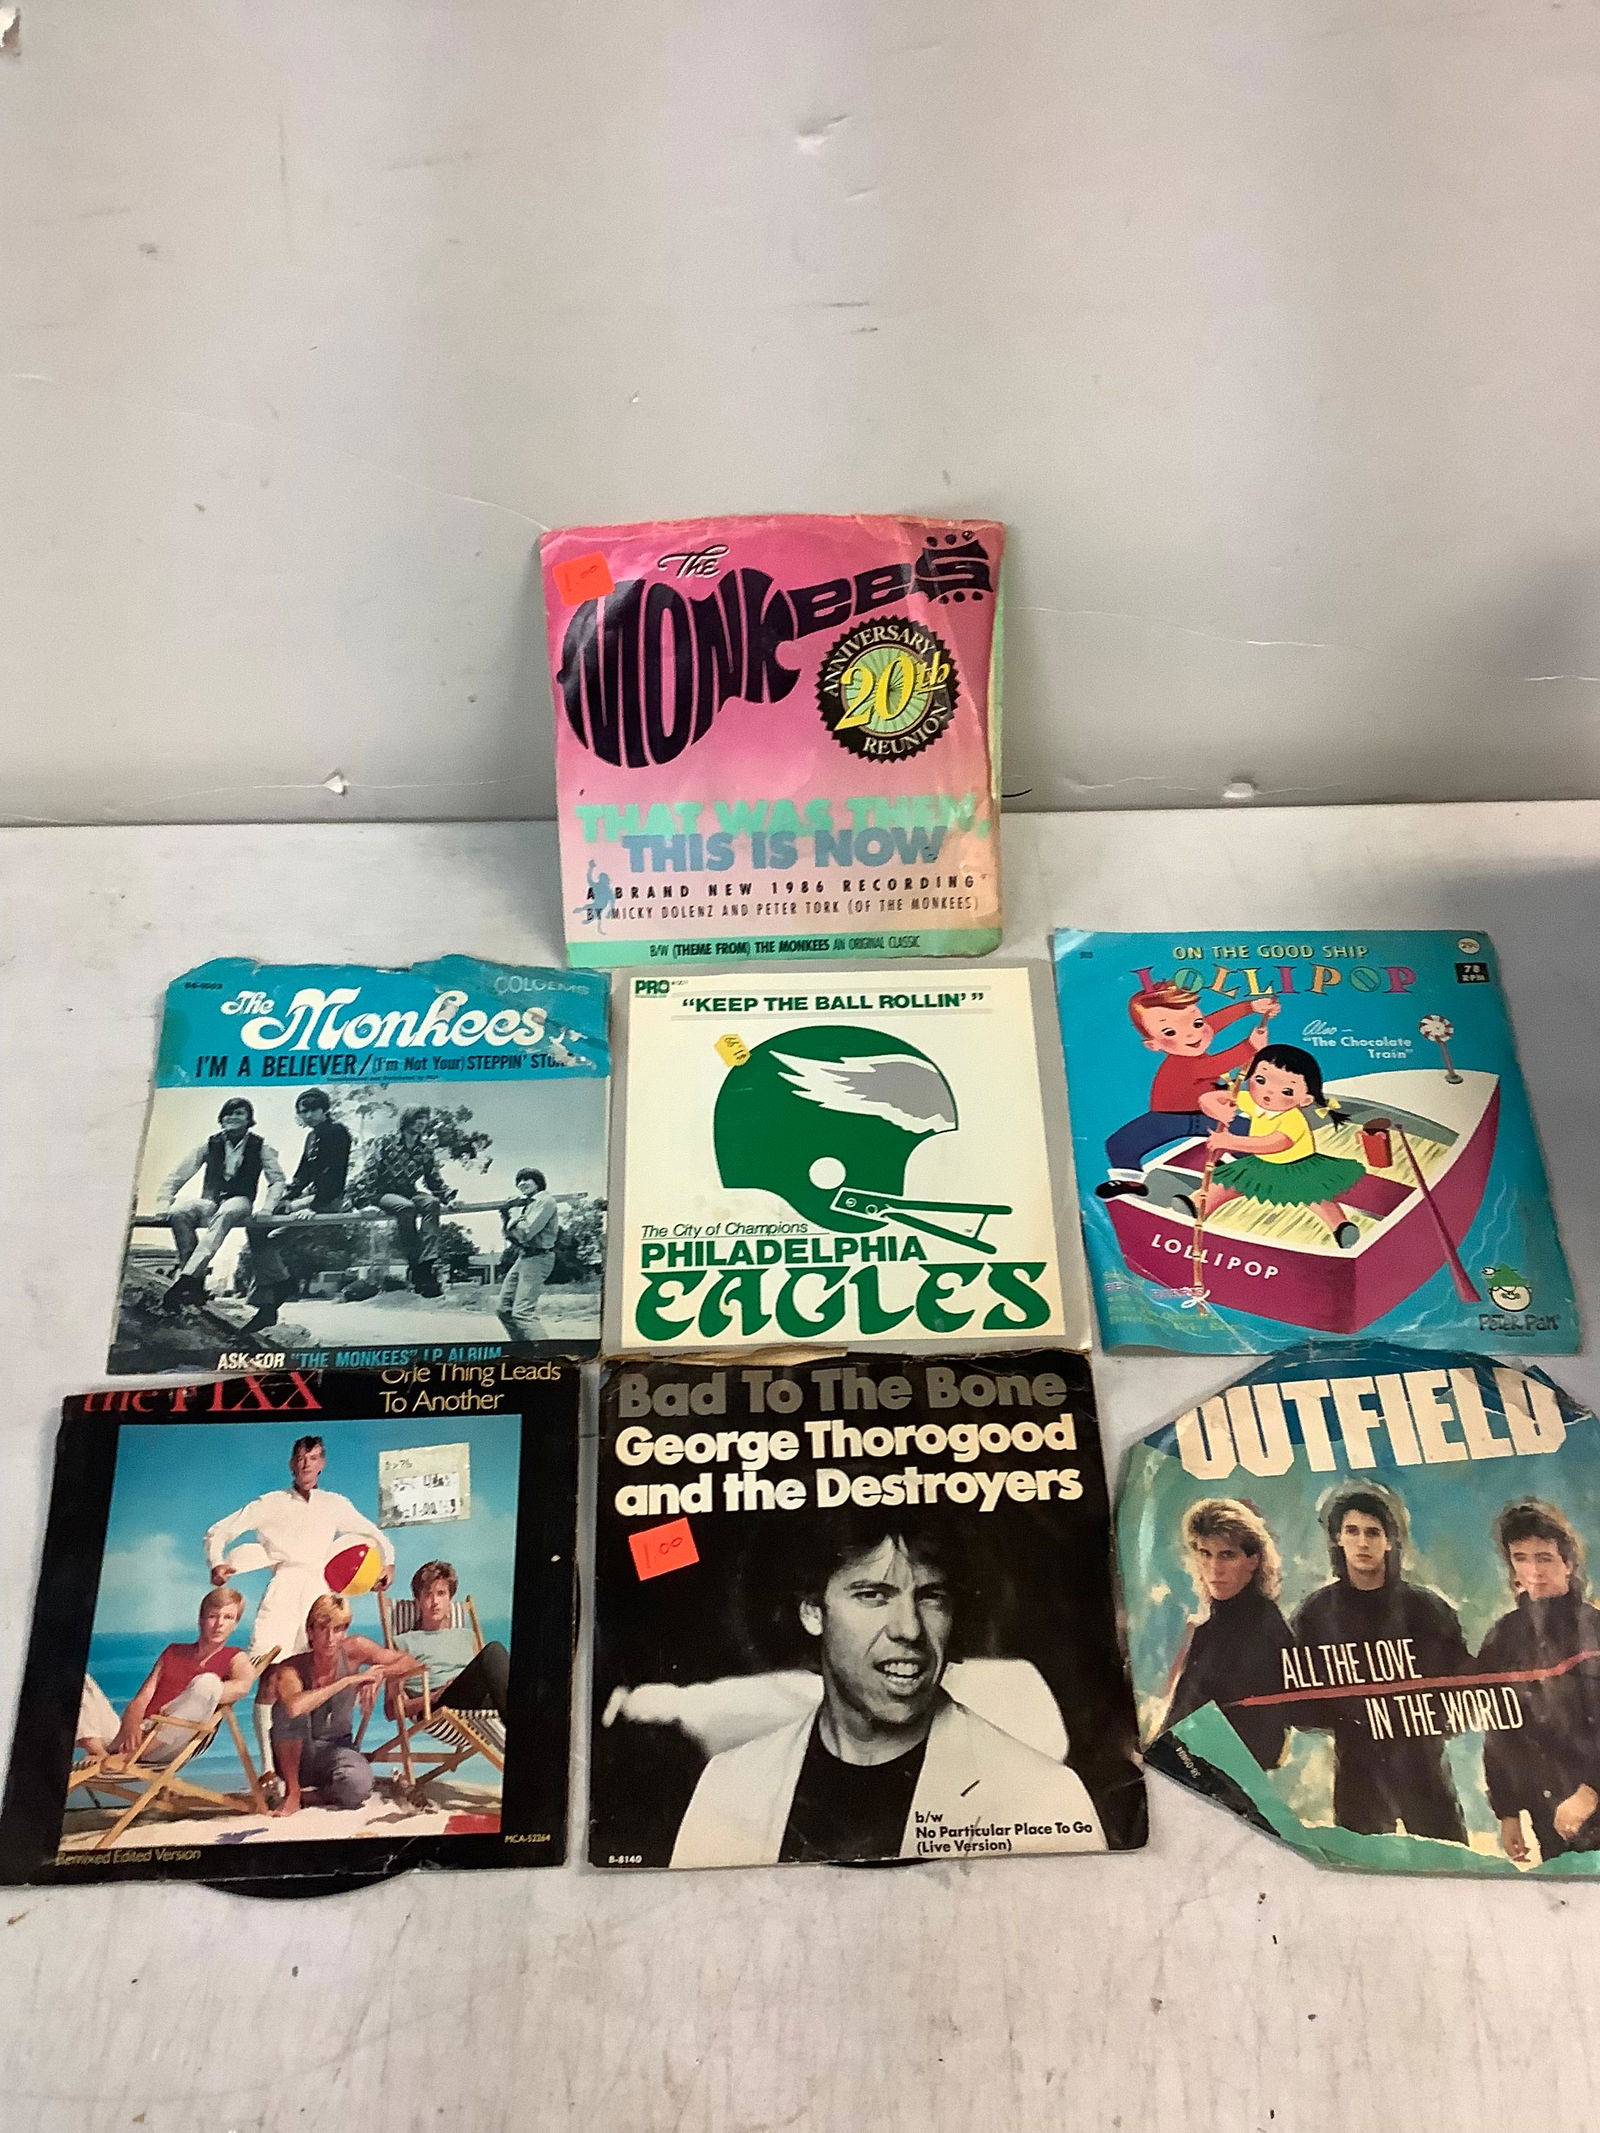 The
MONKEES
1.00
ANNIVERSARY
20th
REUNION
THAT WAS THEN,
THIS IS NOW
A BRAND NEW 1986 RECORDING
BY MICKY DOLENZ AND PETER TORK (OF THE MONKEES)
B/W (THEME FROM) THE MONKEES AN ORIGINAL CLASSIC
COLGEMS
The Monkees
I'M A BELIEVER/(I'm Not Your) STEPPIN'
ASK FOR "THE MONKEES" LP ALBUM
PRO
"KEEP THE BALL ROLLIN'"
The City of Champions
PHILADELPHIA
EAGLES
ON THE GOOD SHIP
29¢
LOLLIPOP
78
RPM
Also—
"The Chocolate
Train"
LOLLIPOP
PETER PAN
the FIXX
One Thing Leads
To Another
MCA-52264
Remixed Edited Version
Bad To The Bone
George Thorogood
and the Destroyers
1.00
b/w
No Particular Place To Go
(Live Version)
B-8140
OUTFIELD
ALL THE LOVE
IN THE WORLD